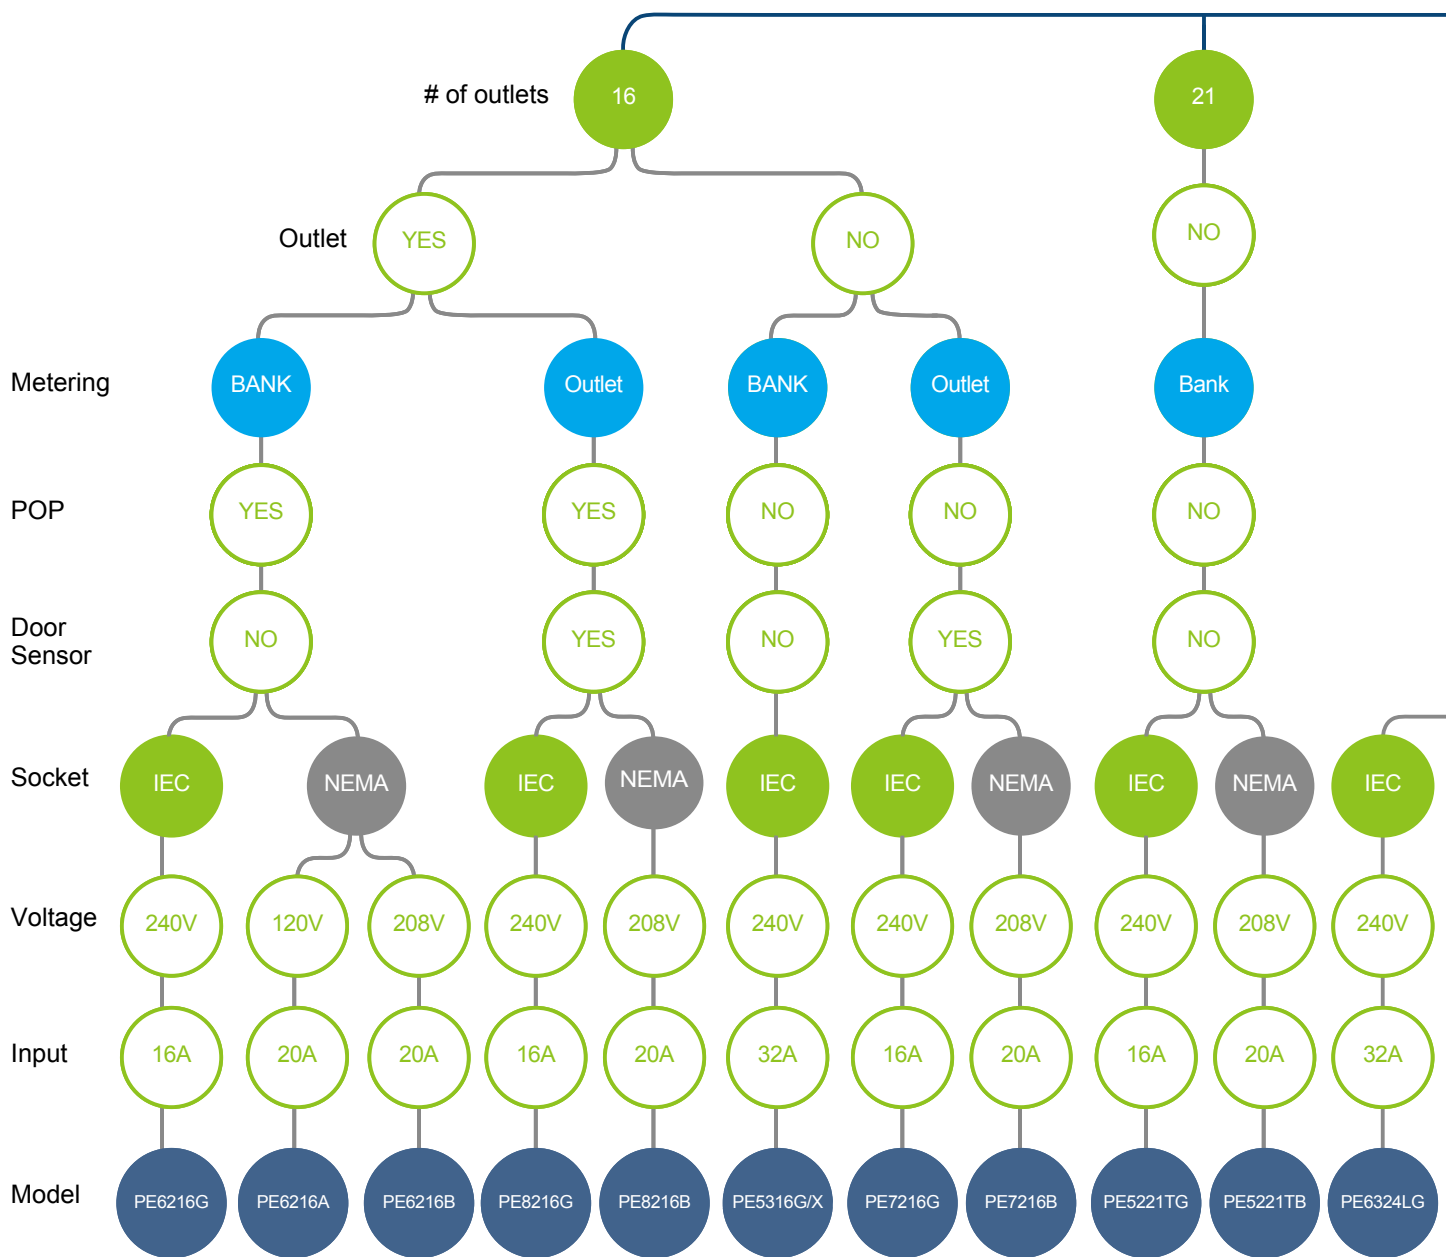 # of outlets 16 21
Outlet YES NO NO
Metering BANK Outlet BANK Outlet Bank
POP YES YES NO NO NO
Door
Sensor NO YES NO YES NO
Socket IEC NEMA IEC NEMA IEC IEC NEMA IEC NEMA IEC
Voltage 240V 120V 208V 240V 208V 240V 240V 208V 240V 208V 240V
Input 16A 20A 20A 16A 20A 32A 16A 20A 16A 20A 32A
Model PE6216G PE6216A PE6216B PE8216G PE8216B PE5316G/X PE7216G PE7216B PE5221TG PE5221TB PE6324LG